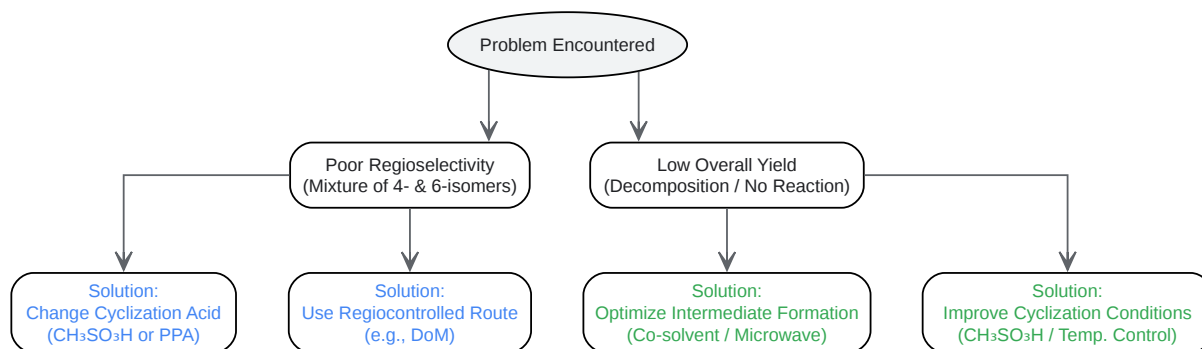 Problem Encountered
Poor Regioselectivity
(Mixture of 4- & 6-isomers)
Low Overall Yield
(Decomposition / No Reaction)
Solution:
Change Cyclization Acid
(CH₃SO₃H or PPA)
Solution:
Use Regiocontrolled Route
(e.g., DoM)
Solution:
Optimize Intermediate Formation
(Co-solvent / Microwave)
Solution:
Improve Cyclization Conditions
(CH₃SO₃H / Temp. Control)